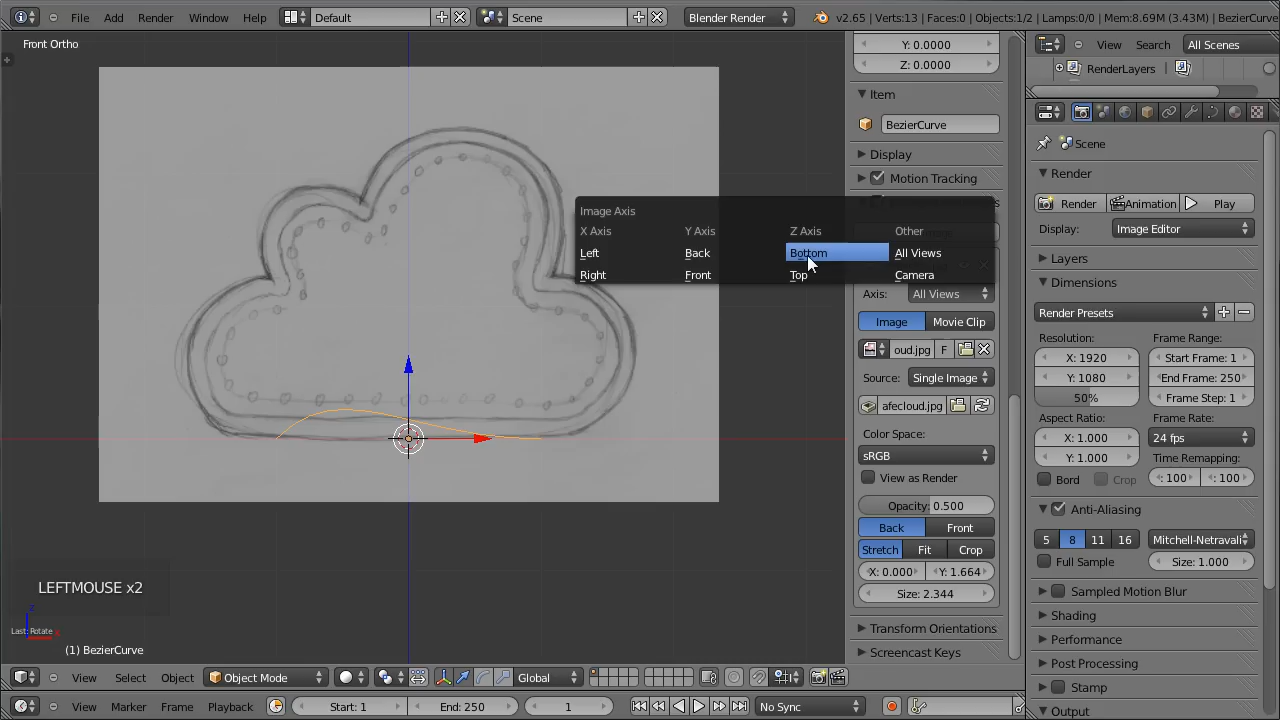 File Add Render Window Help Default Scene Blender Render v2.65 | Verts:13 | Faces:0 | Objects:1/2 | Lamps:0/0 | Mem:8.69M (3.43M) | BezierCurve
Front Ortho
Y: 0.0000
Z: 0.0000
Item
BezierCurve
Display
Motion Tracking
Image Axis
X Axis Y Axis Z Axis Other
Left Back Bottom All Views
Right Front Top Camera
Axis: All Views
Image Movie Clip
oud.jpg F
Source: Single Image
afecloud.jpg
Color Space:
sRGB
View as Render
Opacity: 0.500
Back Front
Stretch Fit Crop
X: 0.000 Y: 1.664
Size: 2.344
Transform Orientations
Screencast Keys
View Search All Scenes
RenderLayers |
Scene
Render
Render Animation Play
Display: Image Editor
Layers
Dimensions
Render Presets
Resolution: Frame Range:
X: 1920 Start Frame: 1
Y: 1080 End Frame: 250
50% Frame Step: 1
Aspect Ratio: Frame Rate:
X: 1.000 24 fps
Y: 1.000 Time Remapping:
Bord Crop : 100 : 100
Anti-Aliasing
5 8 11 16 Mitchell-Netravali
Full Sample Size: 1.000
Sampled Motion Blur
Shading
Performance
Post Processing
Stamp
Output
LEFTMOUSE x2
z
Last: Rotate x
(1) BezierCurve
View Select Object Object Mode Global
View Marker Frame Playback Start: 1 End: 250 1 No Sync